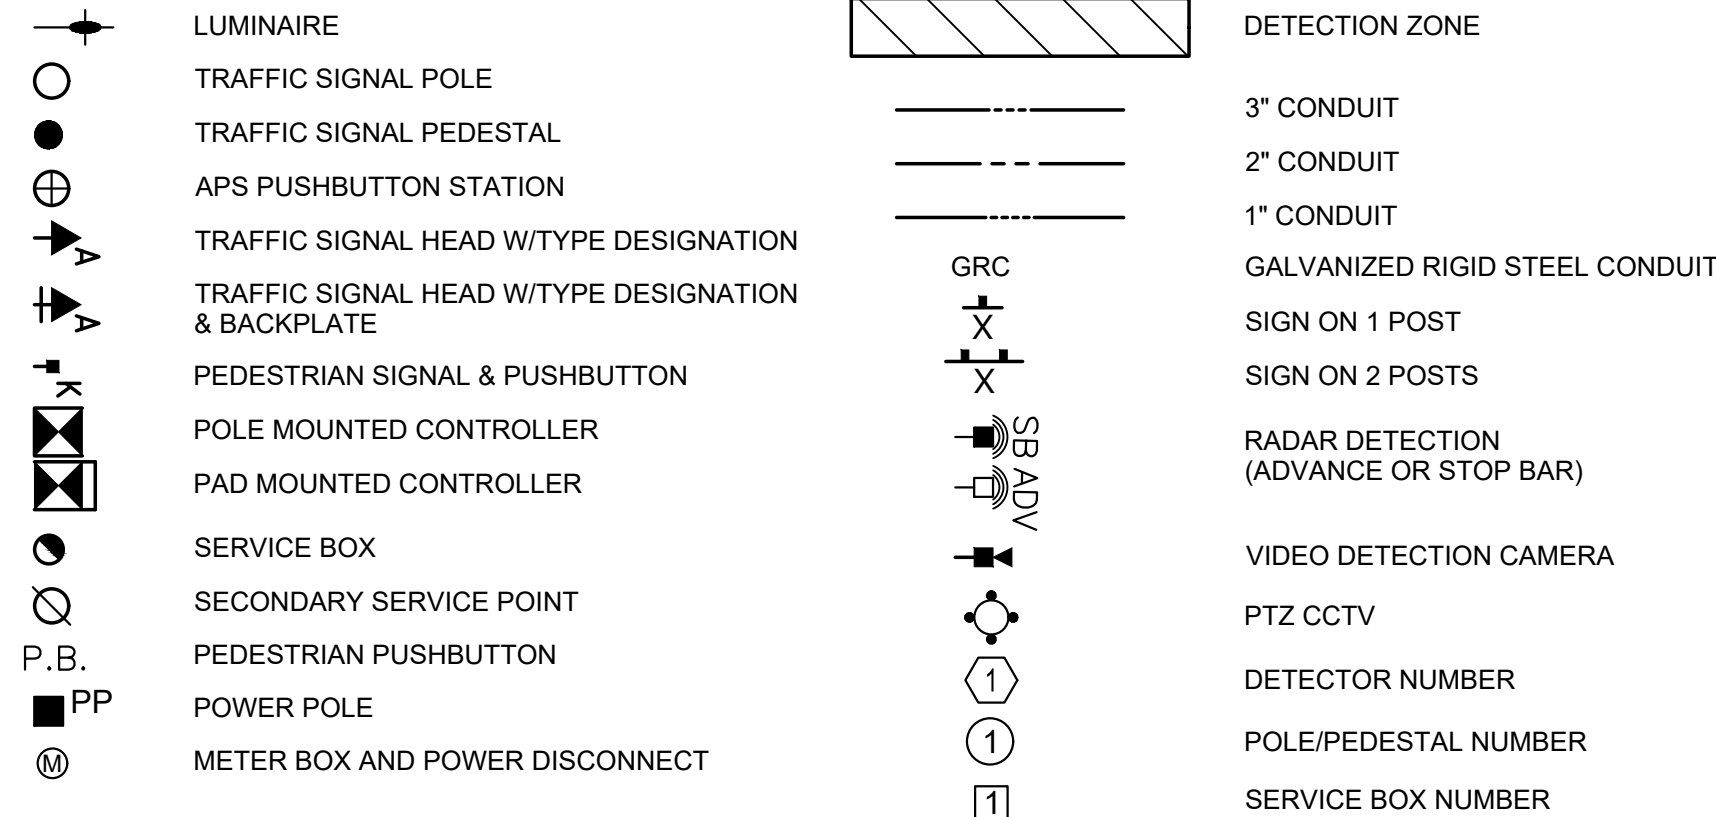 LUMINAIRE
TRAFFIC SIGNAL POLE
TRAFFIC SIGNAL PEDESTAL
APS PUSHBUTTON STATION
A TRAFFIC SIGNAL HEAD W/TYPE DESIGNATION
A TRAFFIC SIGNAL HEAD W/TYPE DESIGNATION
& BACKPLATE
K PEDESTRIAN SIGNAL & PUSHBUTTON
POLE MOUNTED CONTROLLER
PAD MOUNTED CONTROLLER
SERVICE BOX
SECONDARY SERVICE POINT
P.B. PEDESTRIAN PUSHBUTTON
PP POWER POLE
M METER BOX AND POWER DISCONNECT
DETECTION ZONE
3" CONDUIT
2" CONDUIT
1" CONDUIT
GRC GALVANIZED RIGID STEEL CONDUIT
X SIGN ON 1 POST
X SIGN ON 2 POSTS
SB RADAR DETECTION
ADV (ADVANCE OR STOP BAR)
VIDEO DETECTION CAMERA
PTZ CCTV
1 DETECTOR NUMBER
1 POLE/PEDESTAL NUMBER
1 SERVICE BOX NUMBER